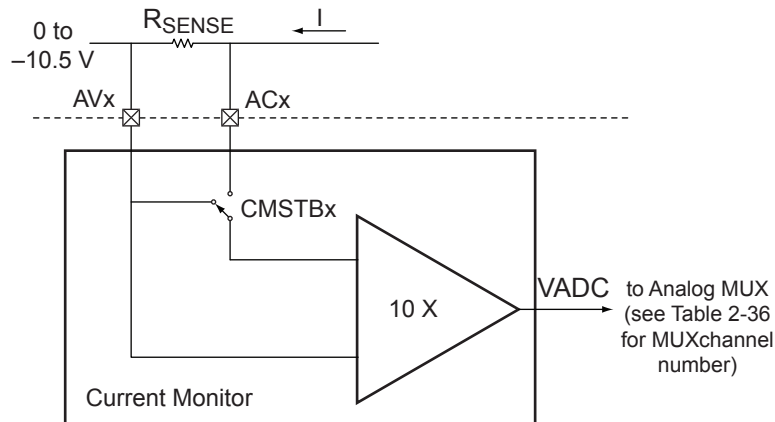 0 to
–10.5 V
RSENSE
I
AVx
ACx
CMSTBx
10 X
VADC
to Analog MUX
(see Table 2-36
for MUXchannel
number)
Current Monitor